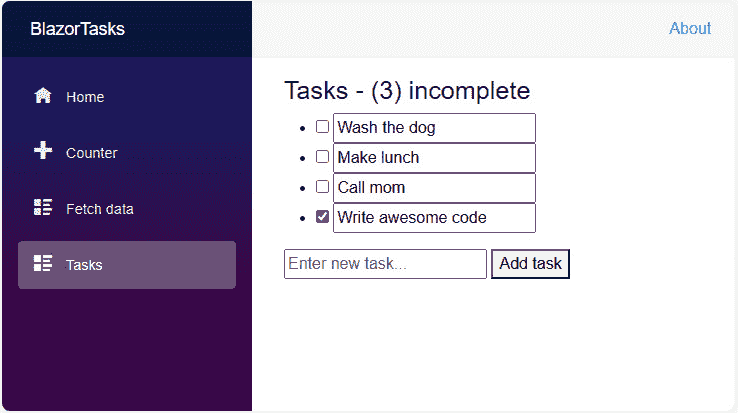 BlazorTasks
About
Home
Counter
Fetch data
Tasks
Tasks - (3) incomplete
Wash the dog
Make lunch
Call mom
Write awesome code
Enter new task...
Add task